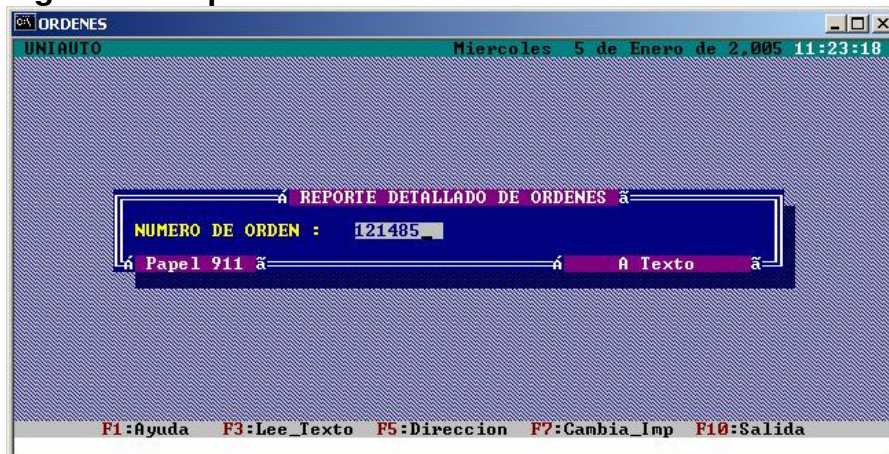 ORDENES
UNIAUTO Miercoles 5 de Enero de 2,005 11:23:18
á REPORTE DETALLADO DE ORDENES ã
NUMERO DE ORDEN : 121485_
á Papel 911 ã á A Texto ã
F1:Ayuda F3:Lee_Texto F5:Direccion F7:Cambia_Imp F10:Salida